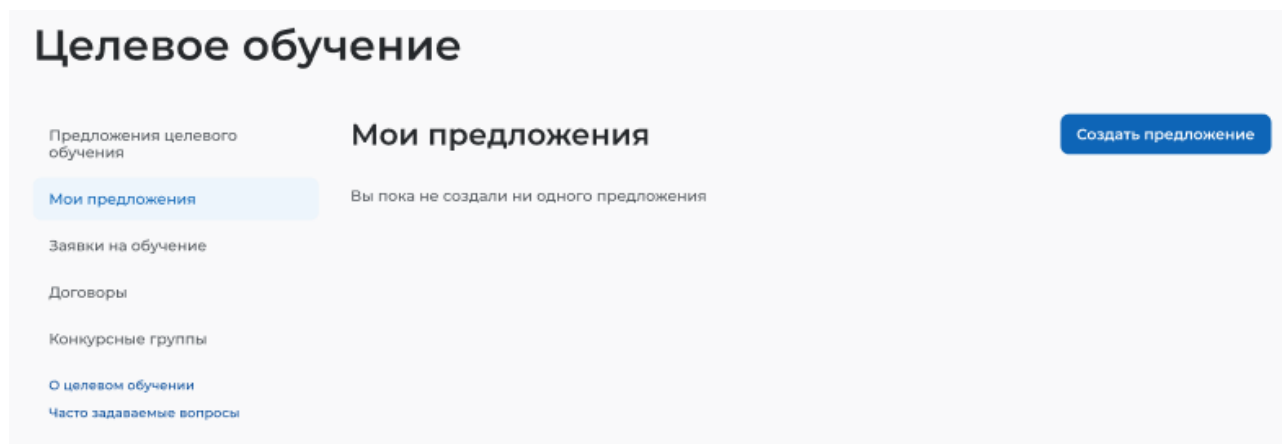 Целевое обучение
Предложения целевого
обучения
Мои предложения
Заявки на обучение
Договоры
Конкурсные группы
О целевом обучении
Часто задаваемые вопросы
Мои предложения
Создать предложение
Вы пока не создали ни одного предложения